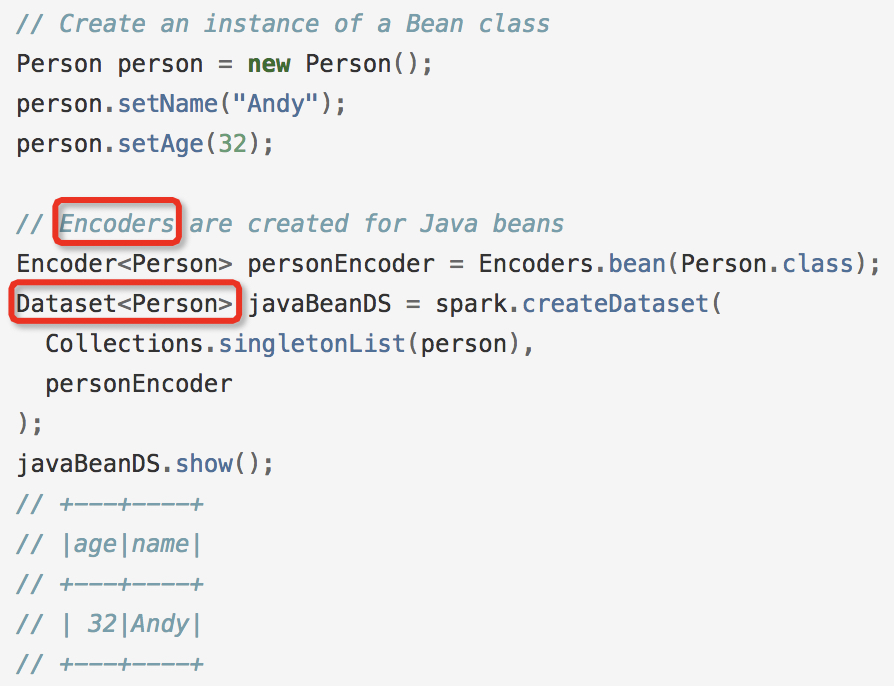 // Create an instance of a Bean class
Person person = new Person();
person.setName("Andy");
person.setAge(32);
// Encoders are created for Java beans
Encoder<Person> personEncoder = Encoders.bean(Person.class);
Dataset<Person> javaBeanDS = spark.createDataset(
  Collections.singletonList(person),
  personEncoder
);
javaBeanDS.show();
// +---+----+
// |age|name|
// +---+----+
// | 32|Andy|
// +---+----+